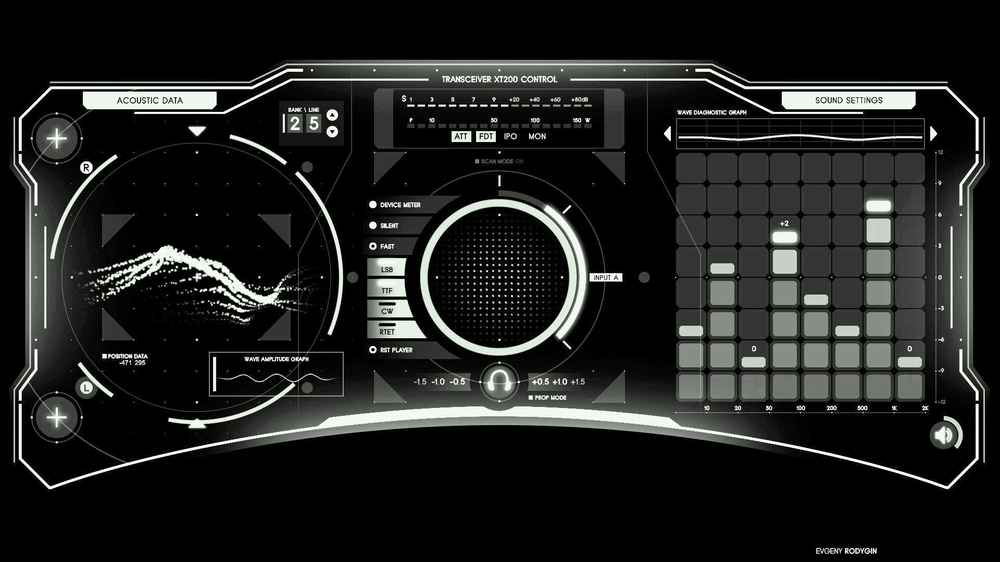 TRANSCEIVER XT200 CONTROL
ACOUSTIC DATA
SOUND SETTINGS
BANK \ LINE
2 5
S 1 3 5 7 9 +20 +40 +60 +80dB
P 10 50 100 150 W
ATT FDT IPO MON
SCAN MODE ON
WAVE DIAGNOSTIC GRAPH
R
DEVICE METER
SILENT
FAST
LSB
TTF
CW
RTET
RST PLAYER
INPUT A
POSITION DATA
-471 295
WAVE AMPLITUDE GRAPH
L
-1.5 -1.0 -0.5
+0.5 +1.0 +1.5
PROP MODE
+2
0
0
12
9
6
3
0
-3
-6
-9
-12
10 20 50 100 200 500 1K 2K
EVGENY RODYGIN